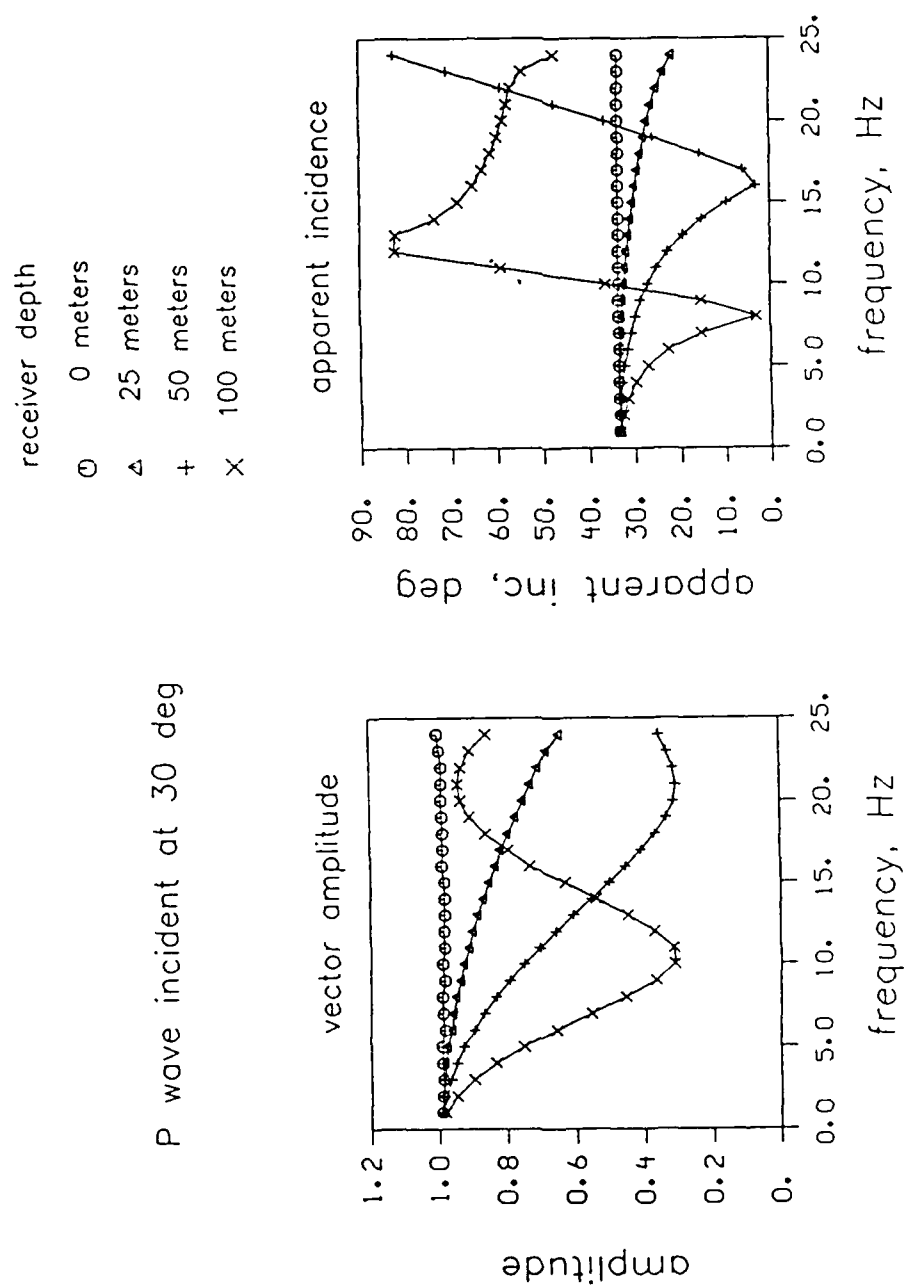 P wave incident at 30 deg
receiver depth
0 meters
25 meters
50 meters
100 meters
vector amplitude
amplitude
1.2
1.0
0.8
0.6
0.4
0.2
0.
0.0 5.0 10. 15. 20. 25.
frequency, Hz
apparent incidence
apparent inc, deg
90.
80.
70.
60.
50.
40.
30.
20.
10.
0.
0.0 5.0 10. 15. 20. 25.
frequency, Hz